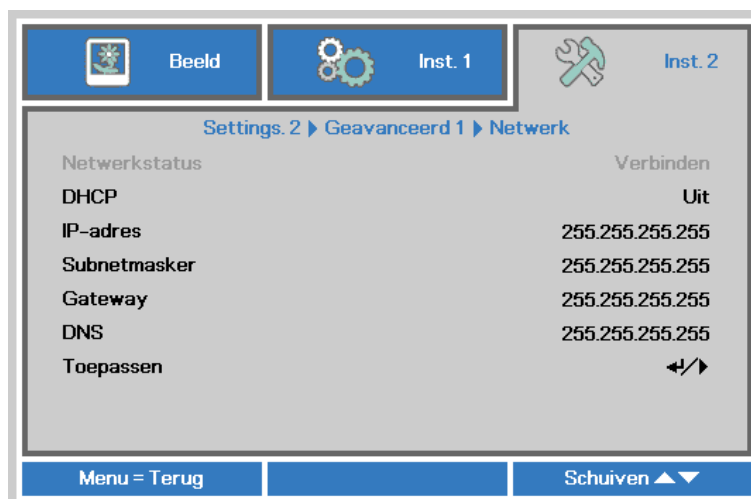 Beeld Inst. 1 Inst. 2
Settings. 2 ▶ Geavanceerd 1 ▶ Netwerk
Netwerkstatus Verbinden
DHCP Uit
IP-adres 255.255.255.255
Subnetmasker 255.255.255.255
Gateway 255.255.255.255
DNS 255.255.255.255
Toepassen ↵/▶
Menu = Terug Schuiven ▲▼